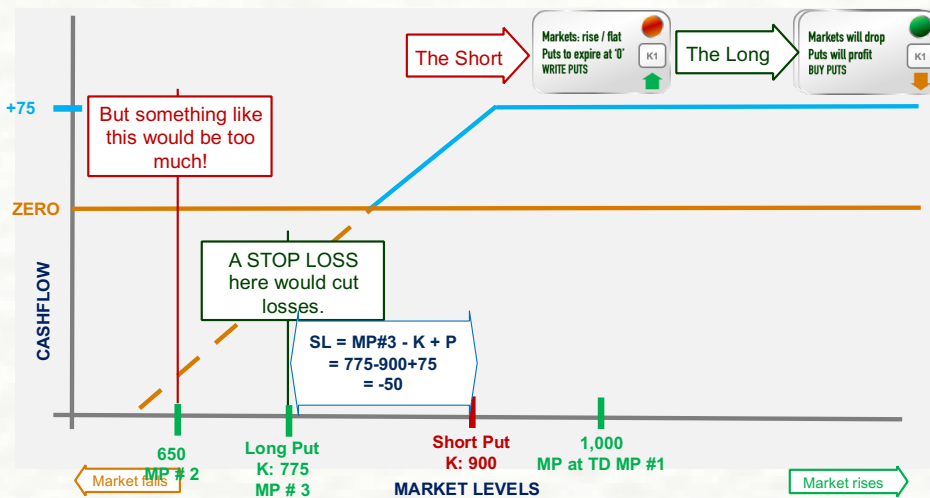 The Short
Markets: rise / flat
Puts to expire at '0'
WRITE PUTS
K1
The Long
Markets will drop
Puts will profit
BUY PUTS
K1
+75
But something like
this would be too
much!
ZERO
A STOP LOSS
here would cut
losses.
CASHFLOW
SL = MP#3 - K + P
= 775-900+75
= -50
650
MP # 2
Long Put
K: 775
MP # 3
Short Put
K: 900
1,000
MP at TD MP #1
Market falls
MARKET LEVELS
Market rises